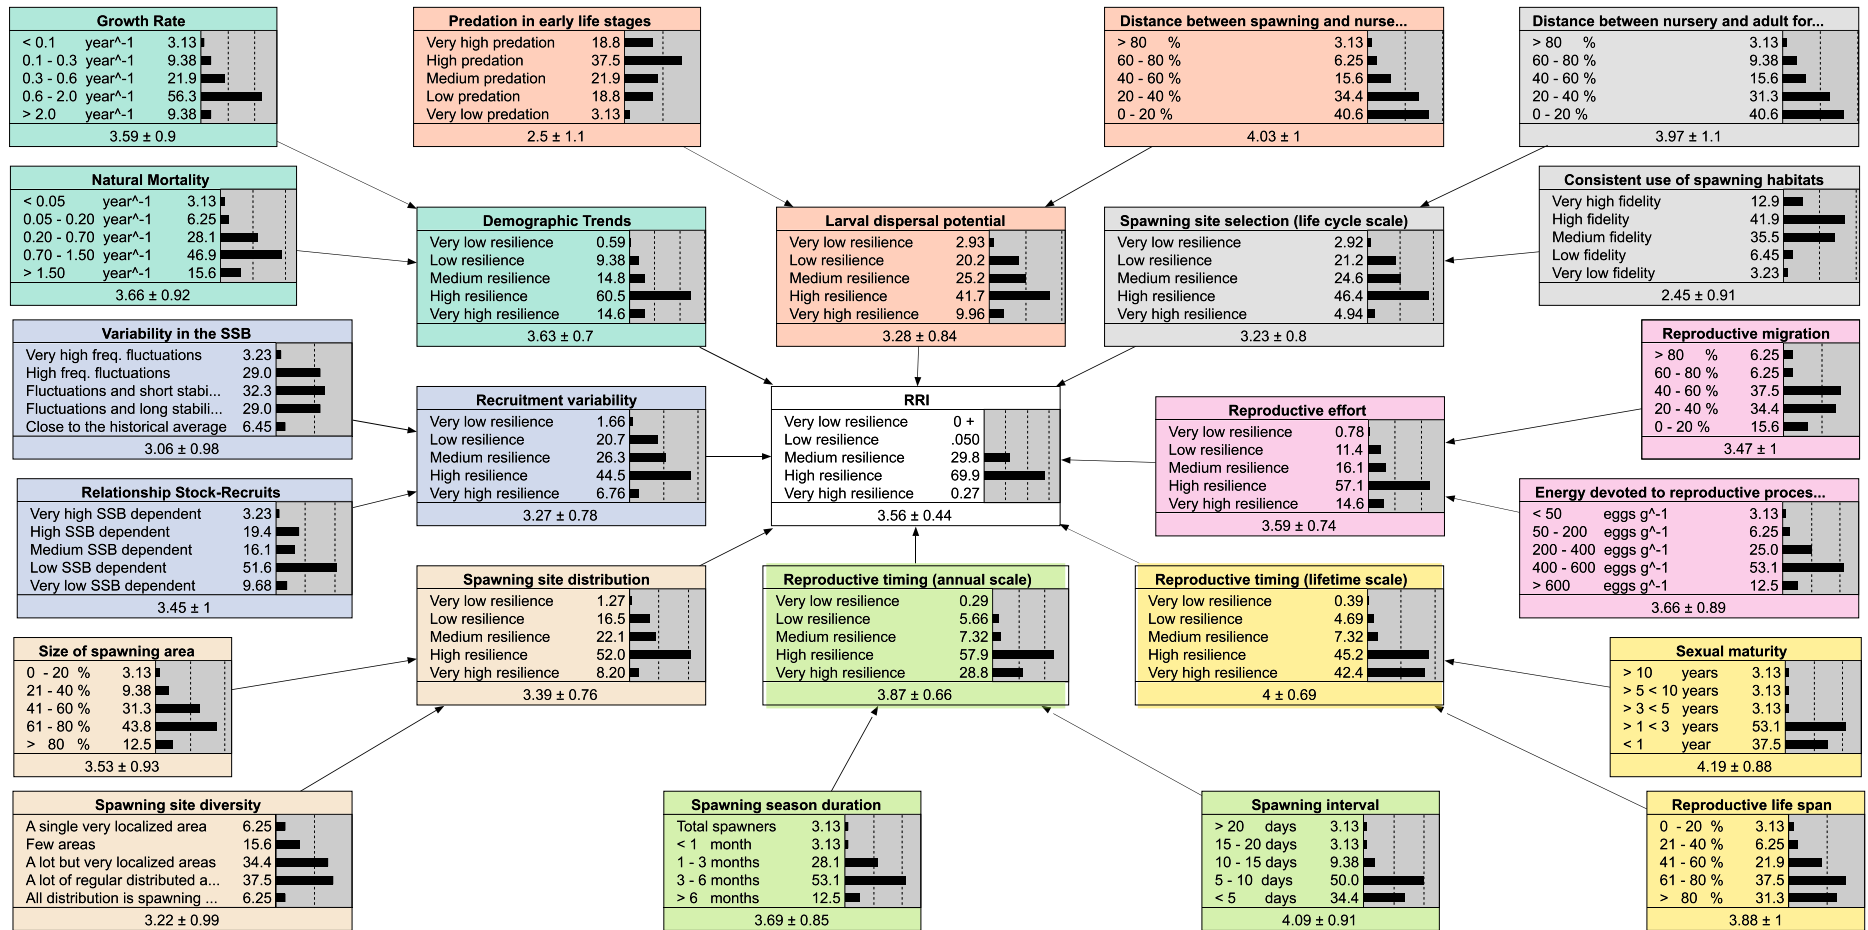 Growth Rate
< 0.1 year^-1 3.13
0.1 - 0.3 year^-1 9.38
0.3 - 0.6 year^-1 21.9
0.6 - 2.0 year^-1 56.3
> 2.0 year^-1 9.38
3.59 ± 0.9
Predation in early life stages
Very high predation 18.8
High predation 37.5
Medium predation 21.9
Low predation 18.8
Very low predation 3.13
2.5 ± 1.1
Distance between spawning and nurse...
> 80 % 3.13
60 - 80 % 6.25
40 - 60 % 15.6
20 - 40 % 34.4
0 - 20 % 40.6
4.03 ± 1
Distance between nursery and adult for...
> 80 % 3.13
60 - 80 % 9.38
40 - 60 % 15.6
20 - 40 % 31.3
0 - 20 % 40.6
3.97 ± 1.1
Natural Mortality
< 0.05 year^-1 3.13
0.05 - 0.20 year^-1 6.25
0.20 - 0.70 year^-1 28.1
0.70 - 1.50 year^-1 46.9
> 1.50 year^-1 15.6
3.66 ± 0.92
Demographic Trends
Very low resilience 0.59
Low resilience 9.38
Medium resilience 14.8
High resilience 60.5
Very high resilience 14.6
3.63 ± 0.7
Larval dispersal potential
Very low resilience 2.93
Low resilience 20.2
Medium resilience 25.2
High resilience 41.7
Very high resilience 9.96
3.28 ± 0.84
Spawning site selection (life cycle scale)
Very low resilience 2.92
Low resilience 21.2
Medium resilience 24.6
High resilience 46.4
Very high resilience 4.94
3.23 ± 0.8
Consistent use of spawning habitats
Very high fidelity 12.9
High fidelity 41.9
Medium fidelity 35.5
Low fidelity 6.45
Very low fidelity 3.23
2.45 ± 0.91
Variability in the SSB
Very high freq. fluctuations 3.23
High freq. fluctuations 29.0
Fluctuations and short stabi... 32.3
Fluctuations and long stabili... 29.0
Close to the historical average 6.45
3.06 ± 0.98
Recruitment variability
Very low resilience 1.66
Low resilience 20.7
Medium resilience 26.3
High resilience 44.5
Very high resilience 6.76
3.27 ± 0.78
RRI
Very low resilience 0 +
Low resilience .050
Medium resilience 29.8
High resilience 69.9
Very high resilience 0.27
3.56 ± 0.44
Reproductive effort
Very low resilience 0.78
Low resilience 11.4
Medium resilience 16.1
High resilience 57.1
Very high resilience 14.6
3.59 ± 0.74
Reproductive migration
> 80 % 6.25
60 - 80 % 6.25
40 - 60 % 37.5
20 - 40 % 34.4
0 - 20 % 15.6
3.47 ± 1
Relationship Stock-Recruits
Very high SSB dependent 3.23
High SSB dependent 19.4
Medium SSB dependent 16.1
Low SSB dependent 51.6
Very low SSB dependent 9.68
3.45 ± 1
Energy devoted to reproductive proces...
< 50 eggs g^-1 3.13
50 - 200 eggs g^-1 6.25
200 - 400 eggs g^-1 25.0
400 - 600 eggs g^-1 53.1
> 600 eggs g^-1 12.5
3.66 ± 0.89
Spawning site distribution
Very low resilience 1.27
Low resilience 16.5
Medium resilience 22.1
High resilience 52.0
Very high resilience 8.20
3.39 ± 0.76
Reproductive timing (annual scale)
Very low resilience 0.29
Low resilience 5.66
Medium resilience 7.32
High resilience 57.9
Very high resilience 28.8
3.87 ± 0.66
Reproductive timing (lifetime scale)
Very low resilience 0.39
Low resilience 4.69
Medium resilience 7.32
High resilience 45.2
Very high resilience 42.4
4 ± 0.69
Size of spawning area
0 - 20 % 3.13
21 - 40 % 9.38
41 - 60 % 31.3
61 - 80 % 43.8
> 80 % 12.5
3.53 ± 0.93
Sexual maturity
> 10 years 3.13
> 5 < 10 years 3.13
> 3 < 5 years 3.13
> 1 < 3 years 53.1
< 1 year 37.5
4.19 ± 0.88
Spawning site diversity
A single very localized area 6.25
Few areas 15.6
A lot but very localized areas 34.4
A lot of regular distributed a... 37.5
All distribution is spawning ... 6.25
3.22 ± 0.99
Spawning season duration
Total spawners 3.13
< 1 month 3.13
1 - 3 months 28.1
3 - 6 months 53.1
> 6 months 12.5
3.69 ± 0.85
Spawning interval
> 20 days 3.13
15 - 20 days 3.13
10 - 15 days 9.38
5 - 10 days 50.0
< 5 days 34.4
4.09 ± 0.91
Reproductive life span
0 - 20 % 3.13
21 - 40 % 6.25
41 - 60 % 21.9
61 - 80 % 37.5
> 80 % 31.3
3.88 ± 1